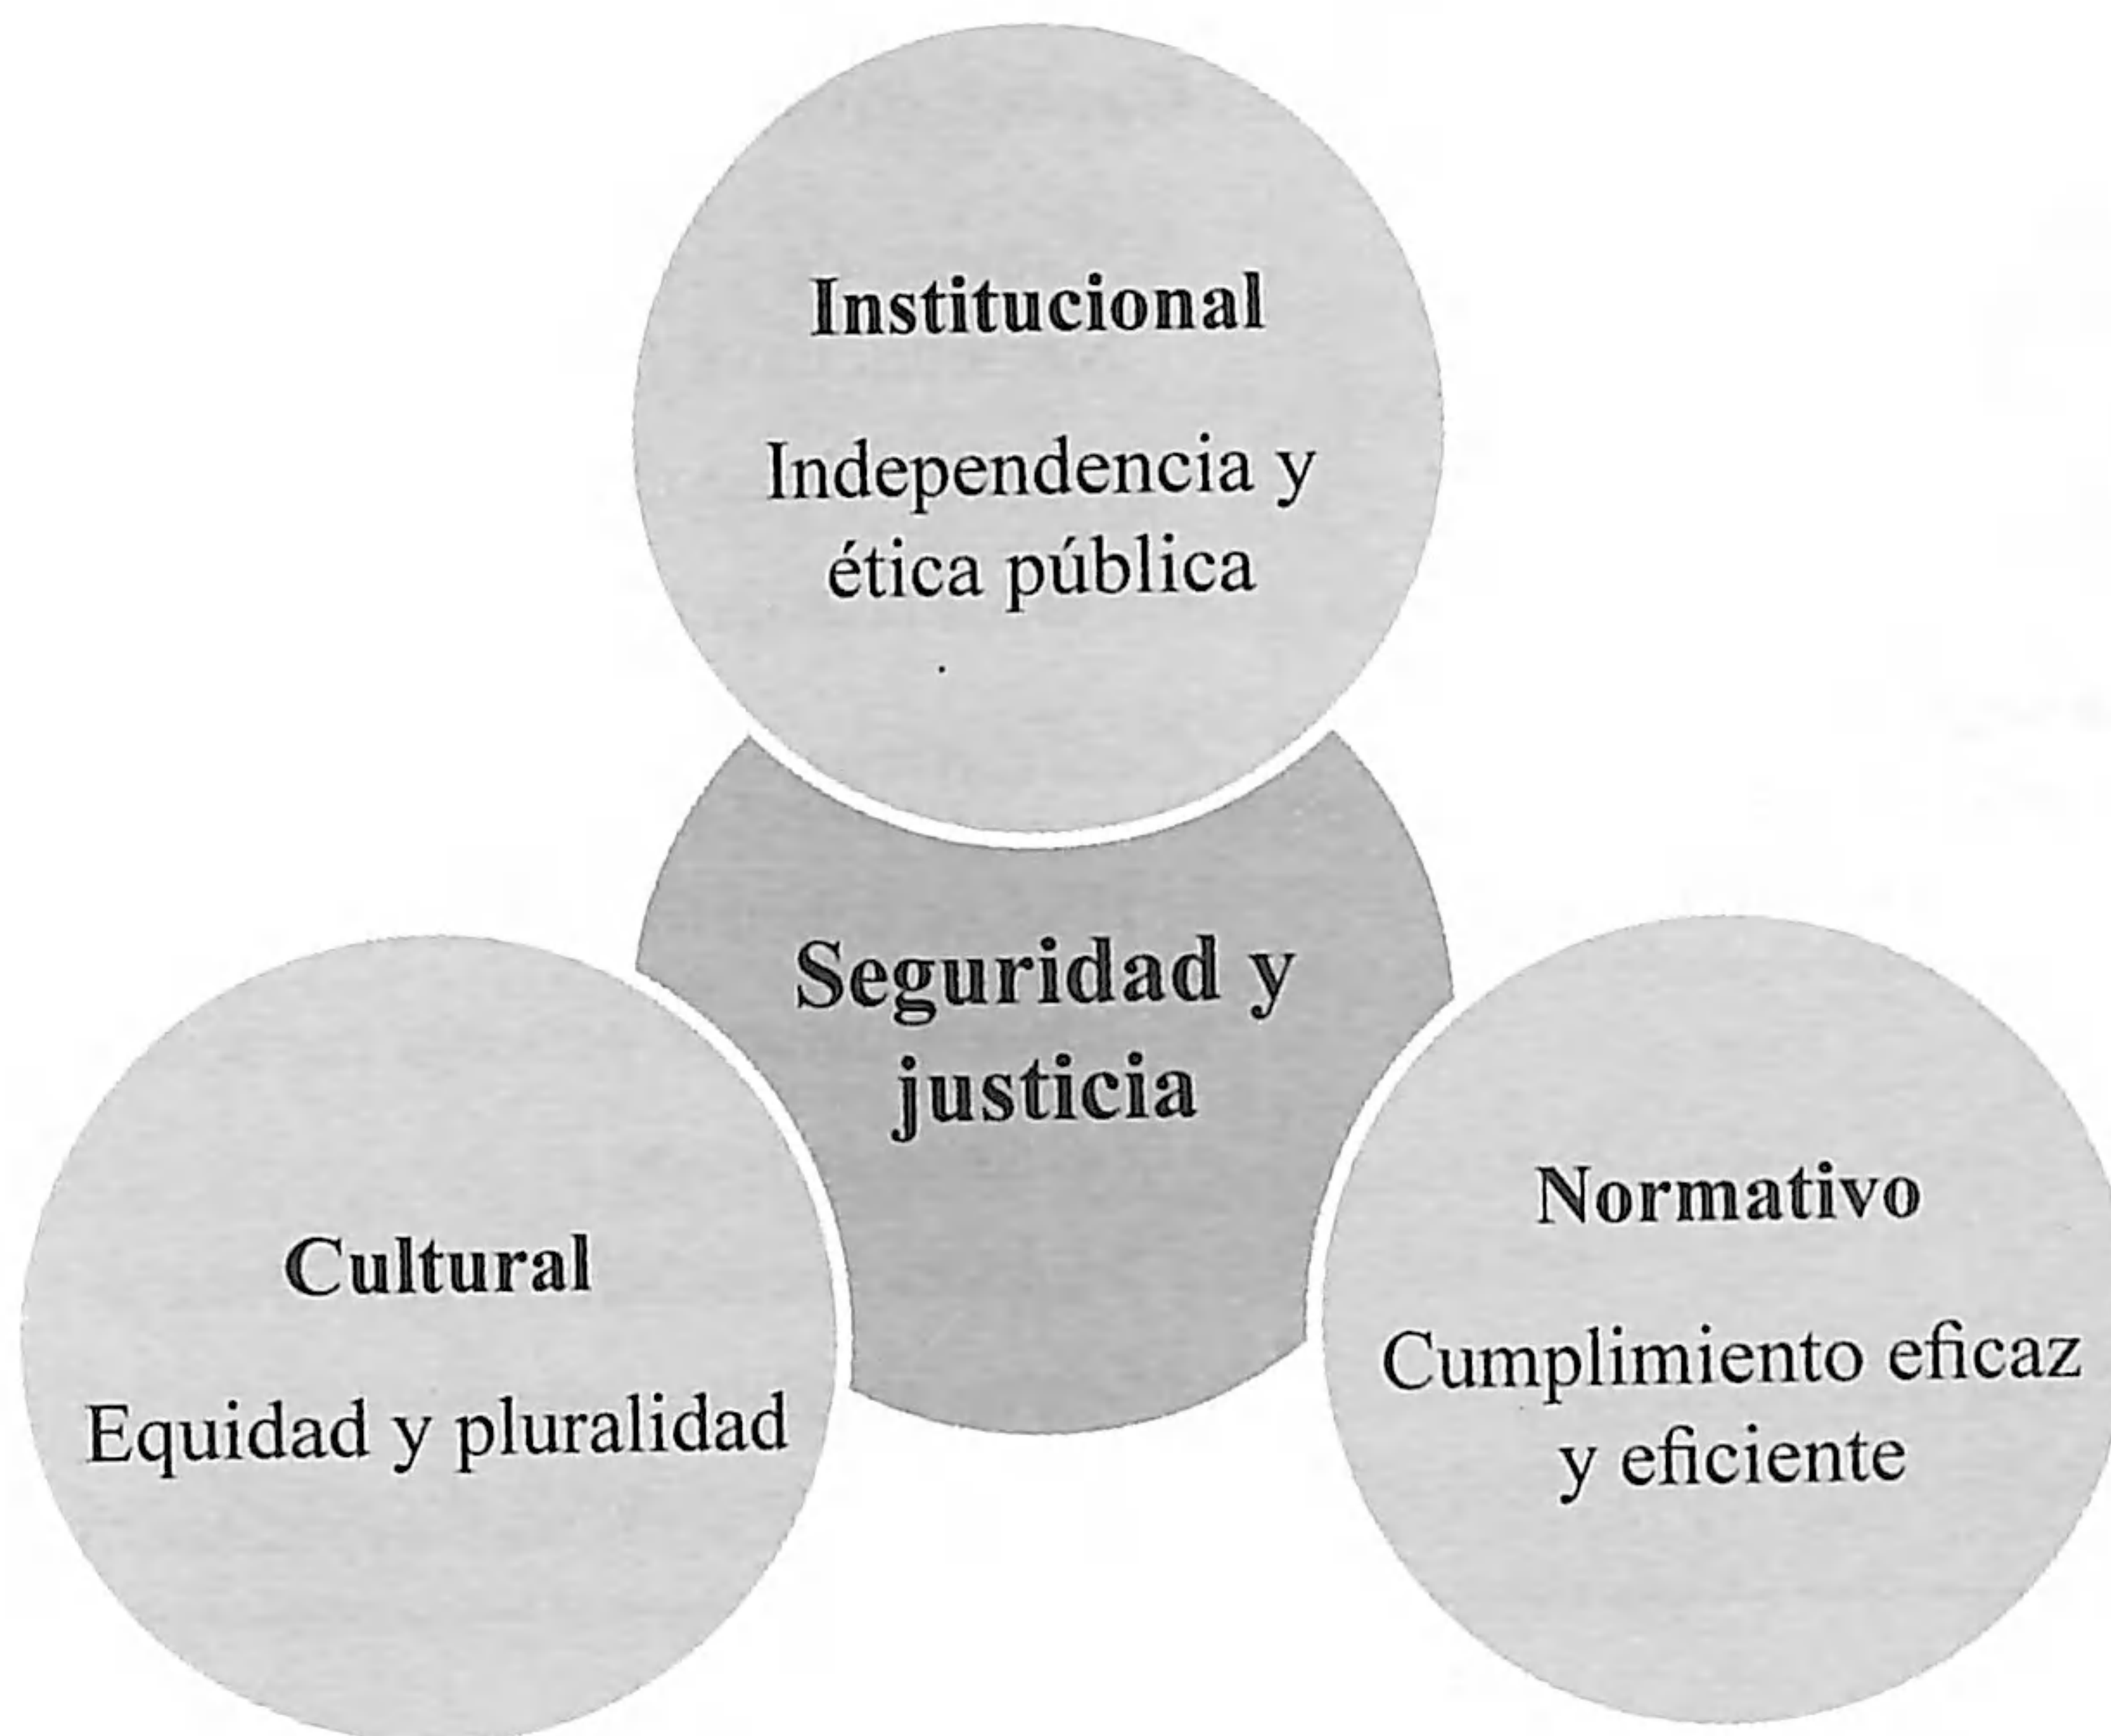 Institucional
Independencia y
ética pública
Seguridad y
justicia
Cultural
Equidad y pluralidad
Normativo
Cumplimiento eficaz
y eficiente